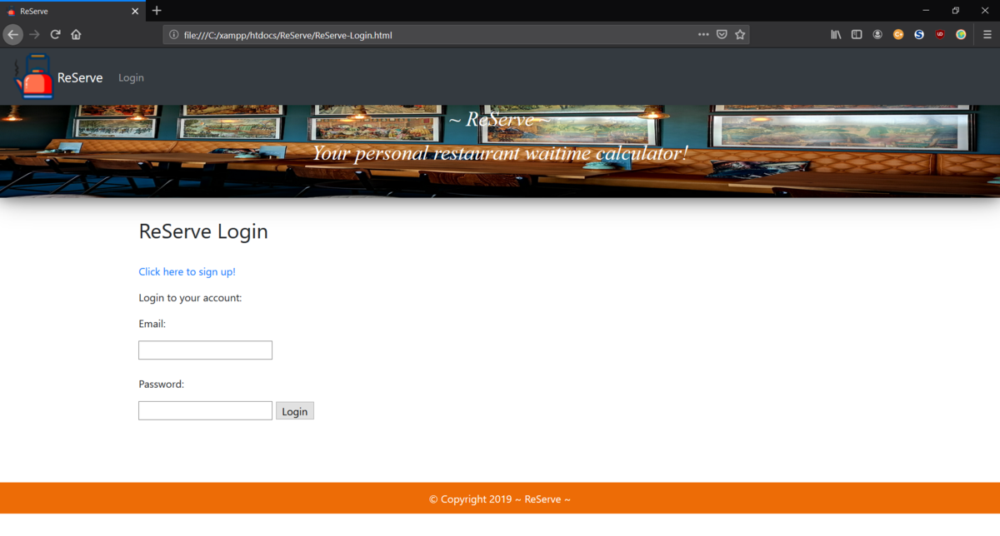 ReServe
file:///C:/xampp/htdocs/ReServe/ReServe-Login.html
ReServe Login
~ ReServe ~
Your personal restaurant waitime calculator!
ReServe Login
Click here to sign up!
Login to your account:
Email:
Password:
Login
© Copyright 2019 ~ ReServe ~